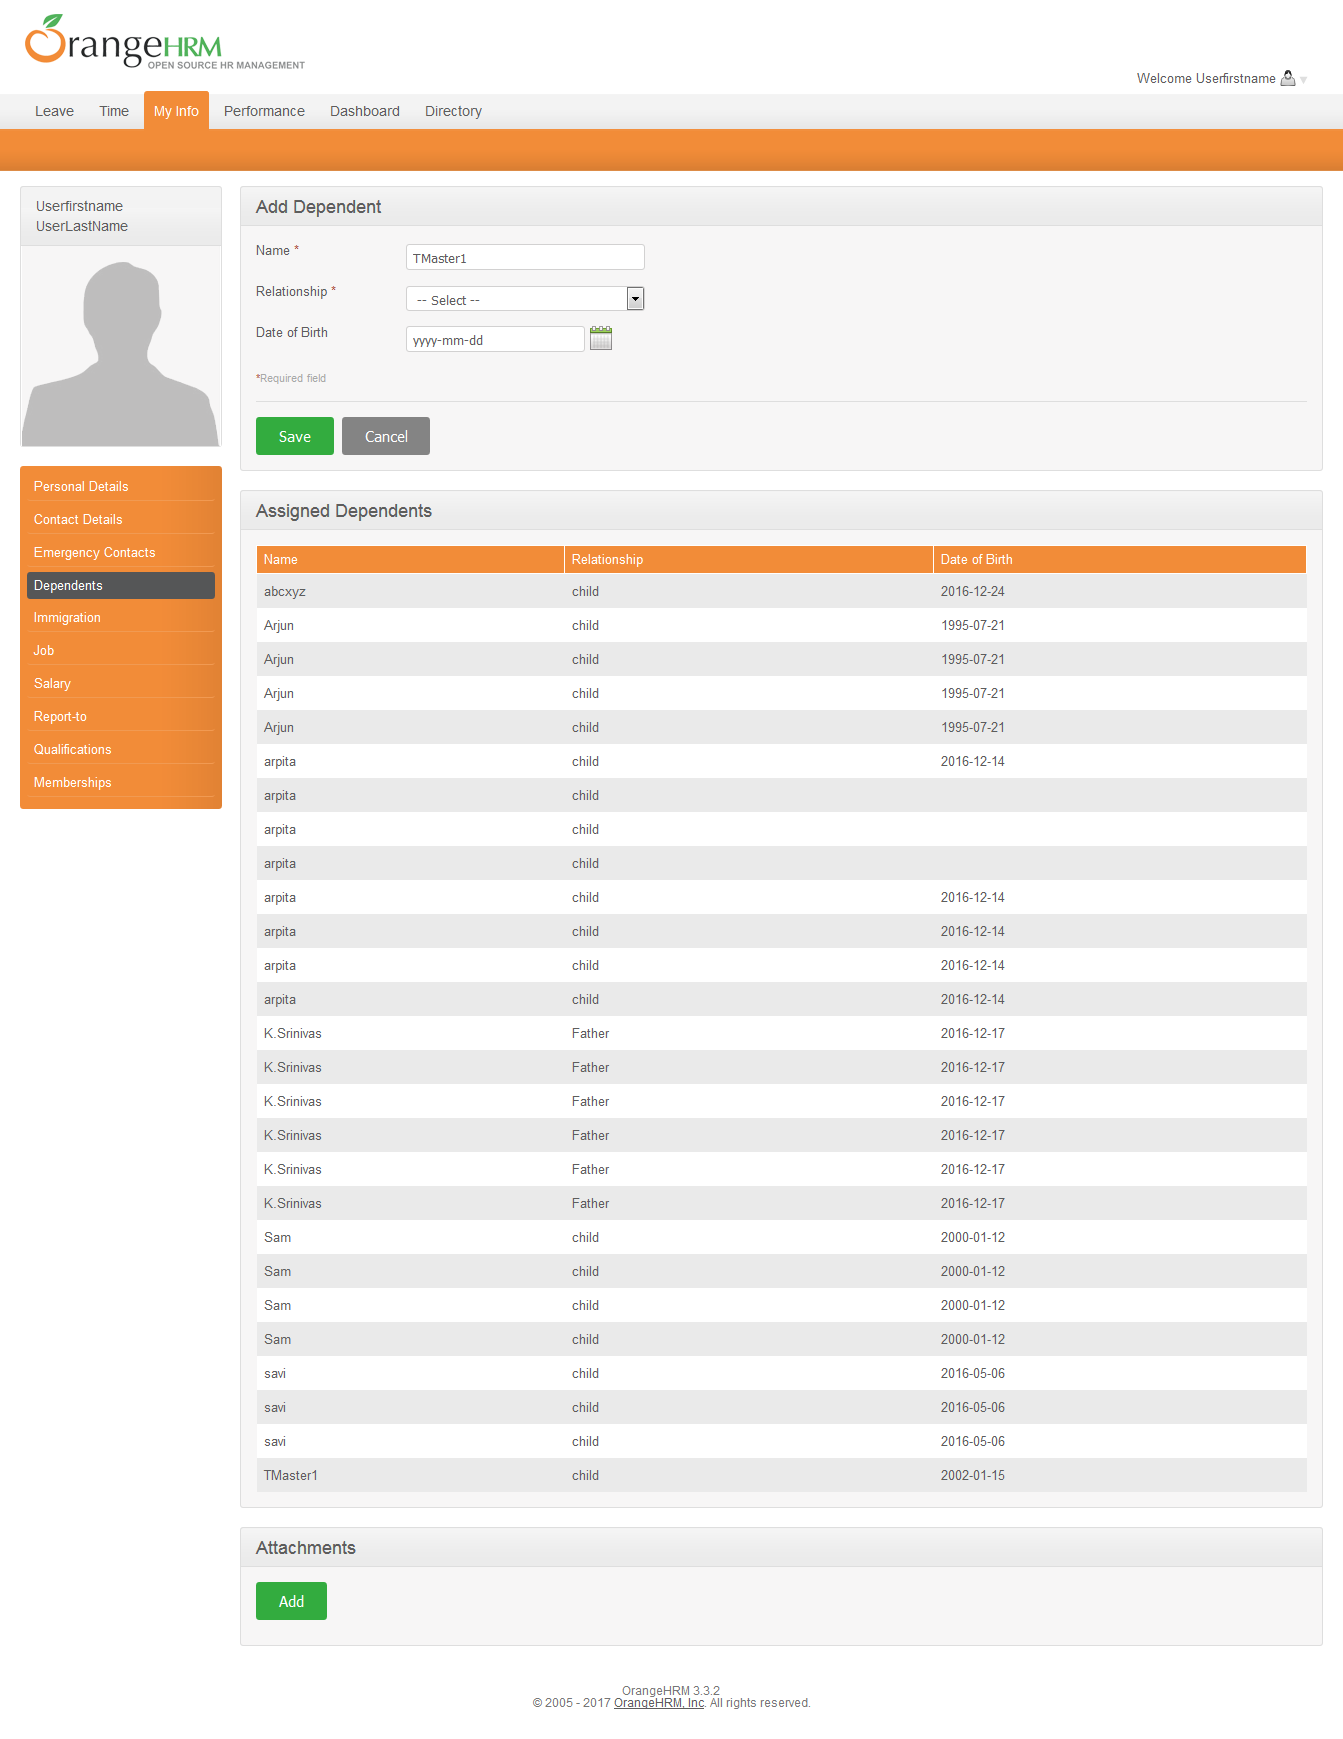 OrangeHRM
OPEN SOURCE HR MANAGEMENT
Welcome Userfirstname
Leave Time My Info Performance Dashboard Directory
Userfirstname
UserLastName
Personal Details
Contact Details
Emergency Contacts
Dependents
Immigration
Job
Salary
Report-to
Qualifications
Memberships
Add Dependent
Name * TMaster1
Relationship * -- Select --
Date of Birth yyyy-mm-dd
*Required field
Save Cancel
Assigned Dependents
Name Relationship Date of Birth
abcxyz child 2016-12-24
Arjun child 1995-07-21
Arjun child 1995-07-21
Arjun child 1995-07-21
Arjun child 1995-07-21
arpita child 2016-12-14
arpita child
arpita child
arpita child
arpita child 2016-12-14
arpita child 2016-12-14
arpita child 2016-12-14
arpita child 2016-12-14
K.Srinivas Father 2016-12-17
K.Srinivas Father 2016-12-17
K.Srinivas Father 2016-12-17
K.Srinivas Father 2016-12-17
K.Srinivas Father 2016-12-17
K.Srinivas Father 2016-12-17
Sam child 2000-01-12
Sam child 2000-01-12
Sam child 2000-01-12
Sam child 2000-01-12
savi child 2016-05-06
savi child 2016-05-06
savi child 2016-05-06
TMaster1 child 2002-01-15
Attachments
Add
OrangeHRM 3.3.2
© 2005 - 2017 OrangeHRM, Inc. All rights reserved.